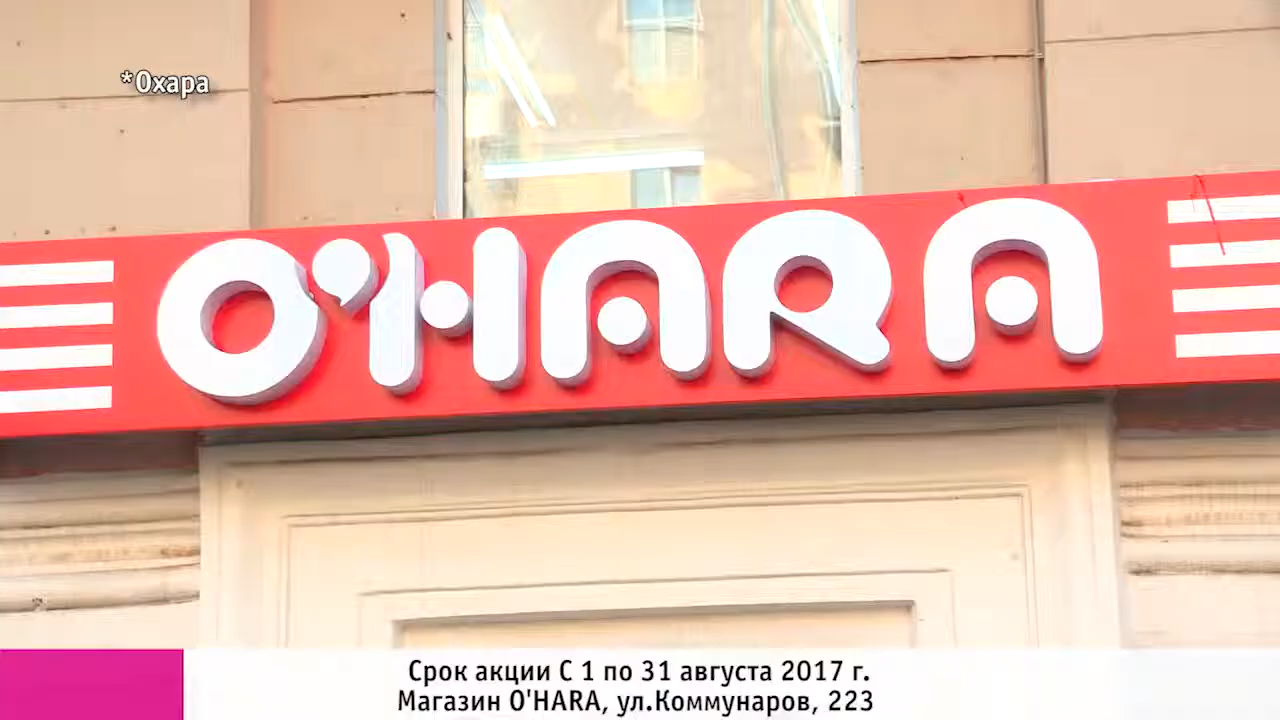 *Охара
O'HARA
Срок акции С 1 по 31 августа 2017 г.
Магазин O'HARA, ул.Коммунаров, 223